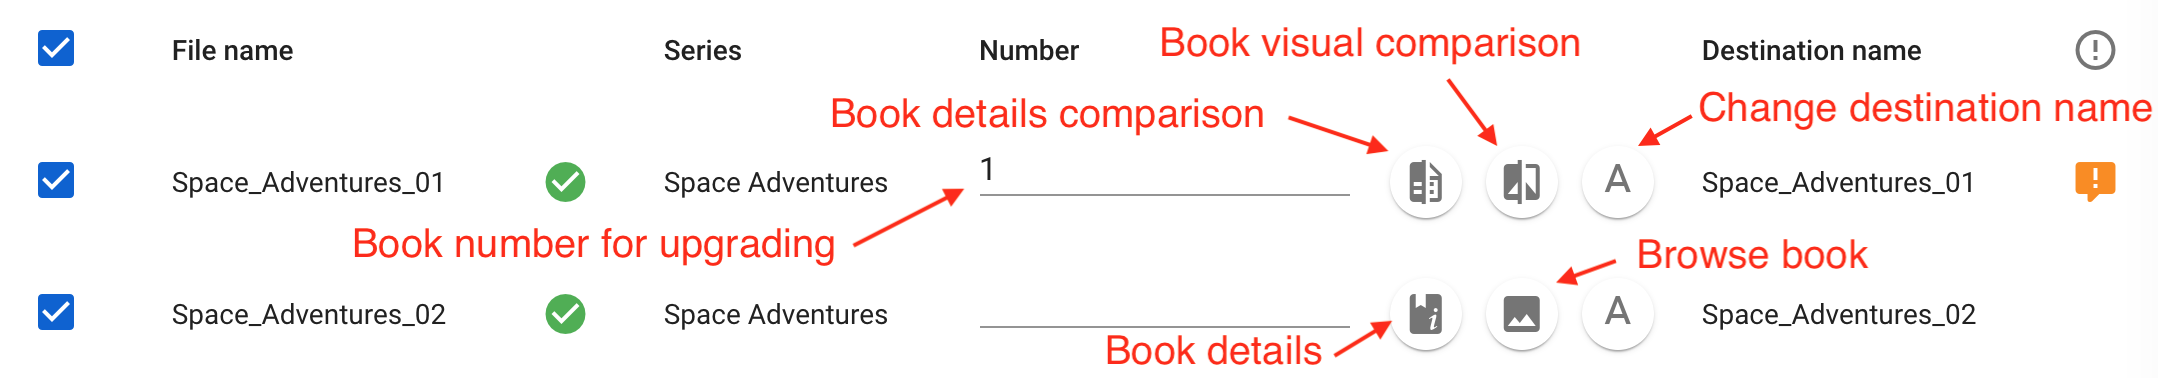 File name Series Number Destination name
Book visual comparison
Book details comparison
Change destination name
Space_Adventures_01 Space Adventures 1 A Space_Adventures_01
Book number for upgrading
Browse book
Space_Adventures_02 Space Adventures A Space_Adventures_02
Book details